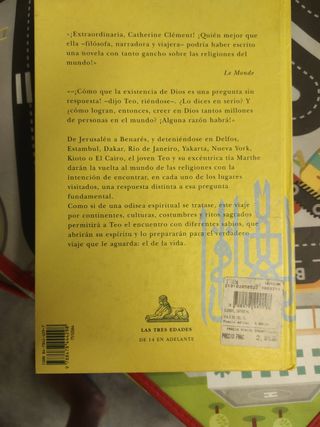 «¡Extraordinaria, Catherine Clément! ¿Quién mejor que
ella –filósofa, narradora y viajera– podría haber escrito
una novela con tanto gancho sobre las religiones del
mundo!»
Le Monde
«–¡Cómo que la existencia de Dios es una pregunta sin
respuesta! –dijo Teo, riéndose–. ¿Lo dices en serio? Y
¿cómo logran, entonces, creer en Dios tantos millones
de personas en el mundo? ¡Alguna razón habrá!»
De Jerusalén a Benarés, y deteniéndose en Delfos,
Estambul, Dakar, Río de Janeiro, Yakarta, Nueva York,
Kioto o El Cairo, el joven Teo y su excéntrica tía Marthe
darán la vuelta al mundo de las religiones con la
intención de encontrar, en cada uno de los lugares
visitados, una respuesta distinta a esa pregunta
fundamental.
Como si de una odisea espiritual se tratase, este viaje
por continentes, culturas, costumbres y ritos sagrados
permitirá a Teo el encuentro con diferentes sabios, que
abrirán su espíritu y lo prepararán para el verdadero
viaje que le aguarda: el de la vida.
LAS TRES EDADES
DE 14 EN ADELANTE